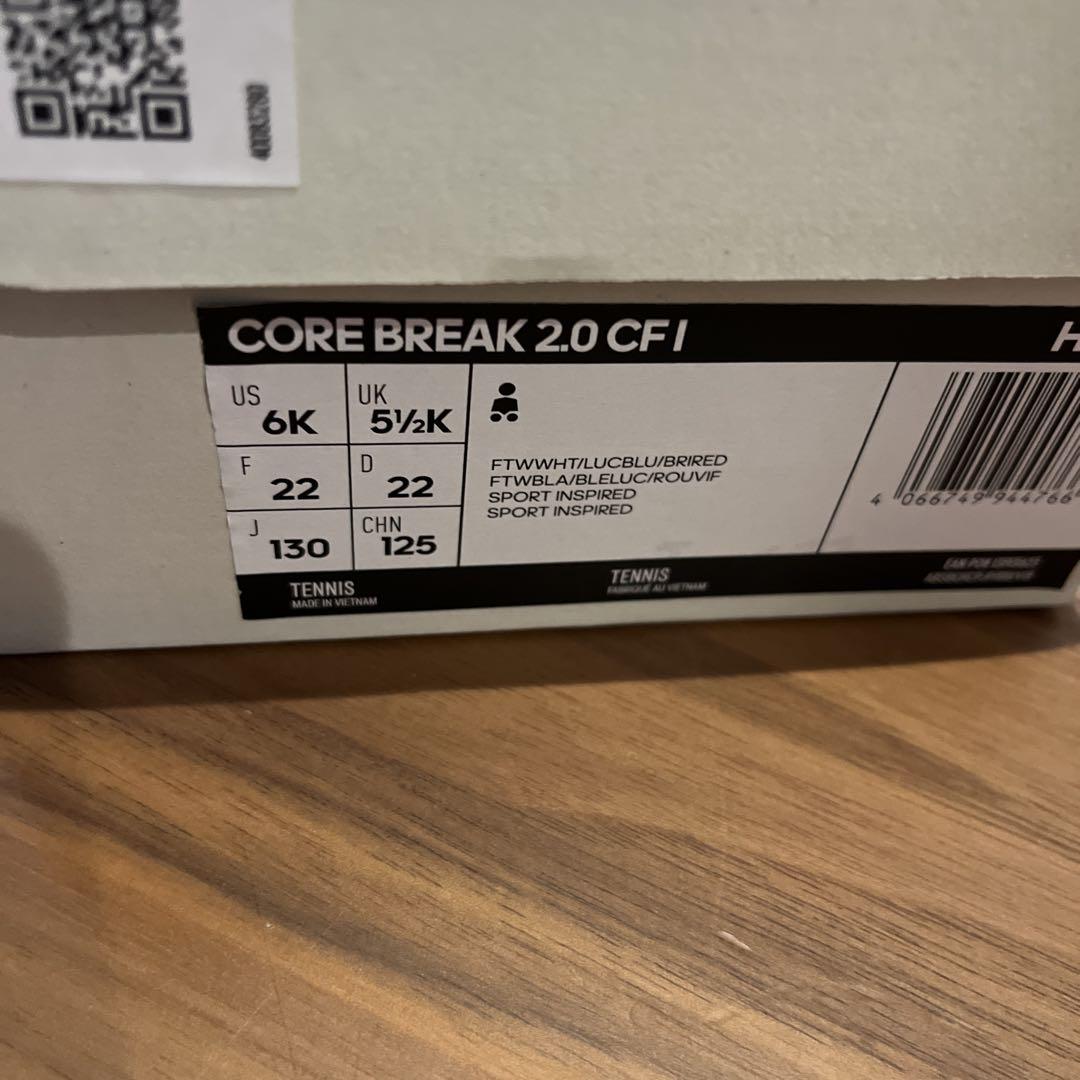 CORE BREAK 2.0 CF I H
US 6K
UK 5½K
F 22
D 22
J 130
CHN 125
FTWWHT/LUCBLU/BRIRED
FTWBLA/BLELUC/ROUVIF
SPORT INSPIRED
SPORT INSPIRED
4 066749 944766
TENNIS
MADE IN VIETNAM
TENNIS
FABRIQUÉ AU VIETNAM